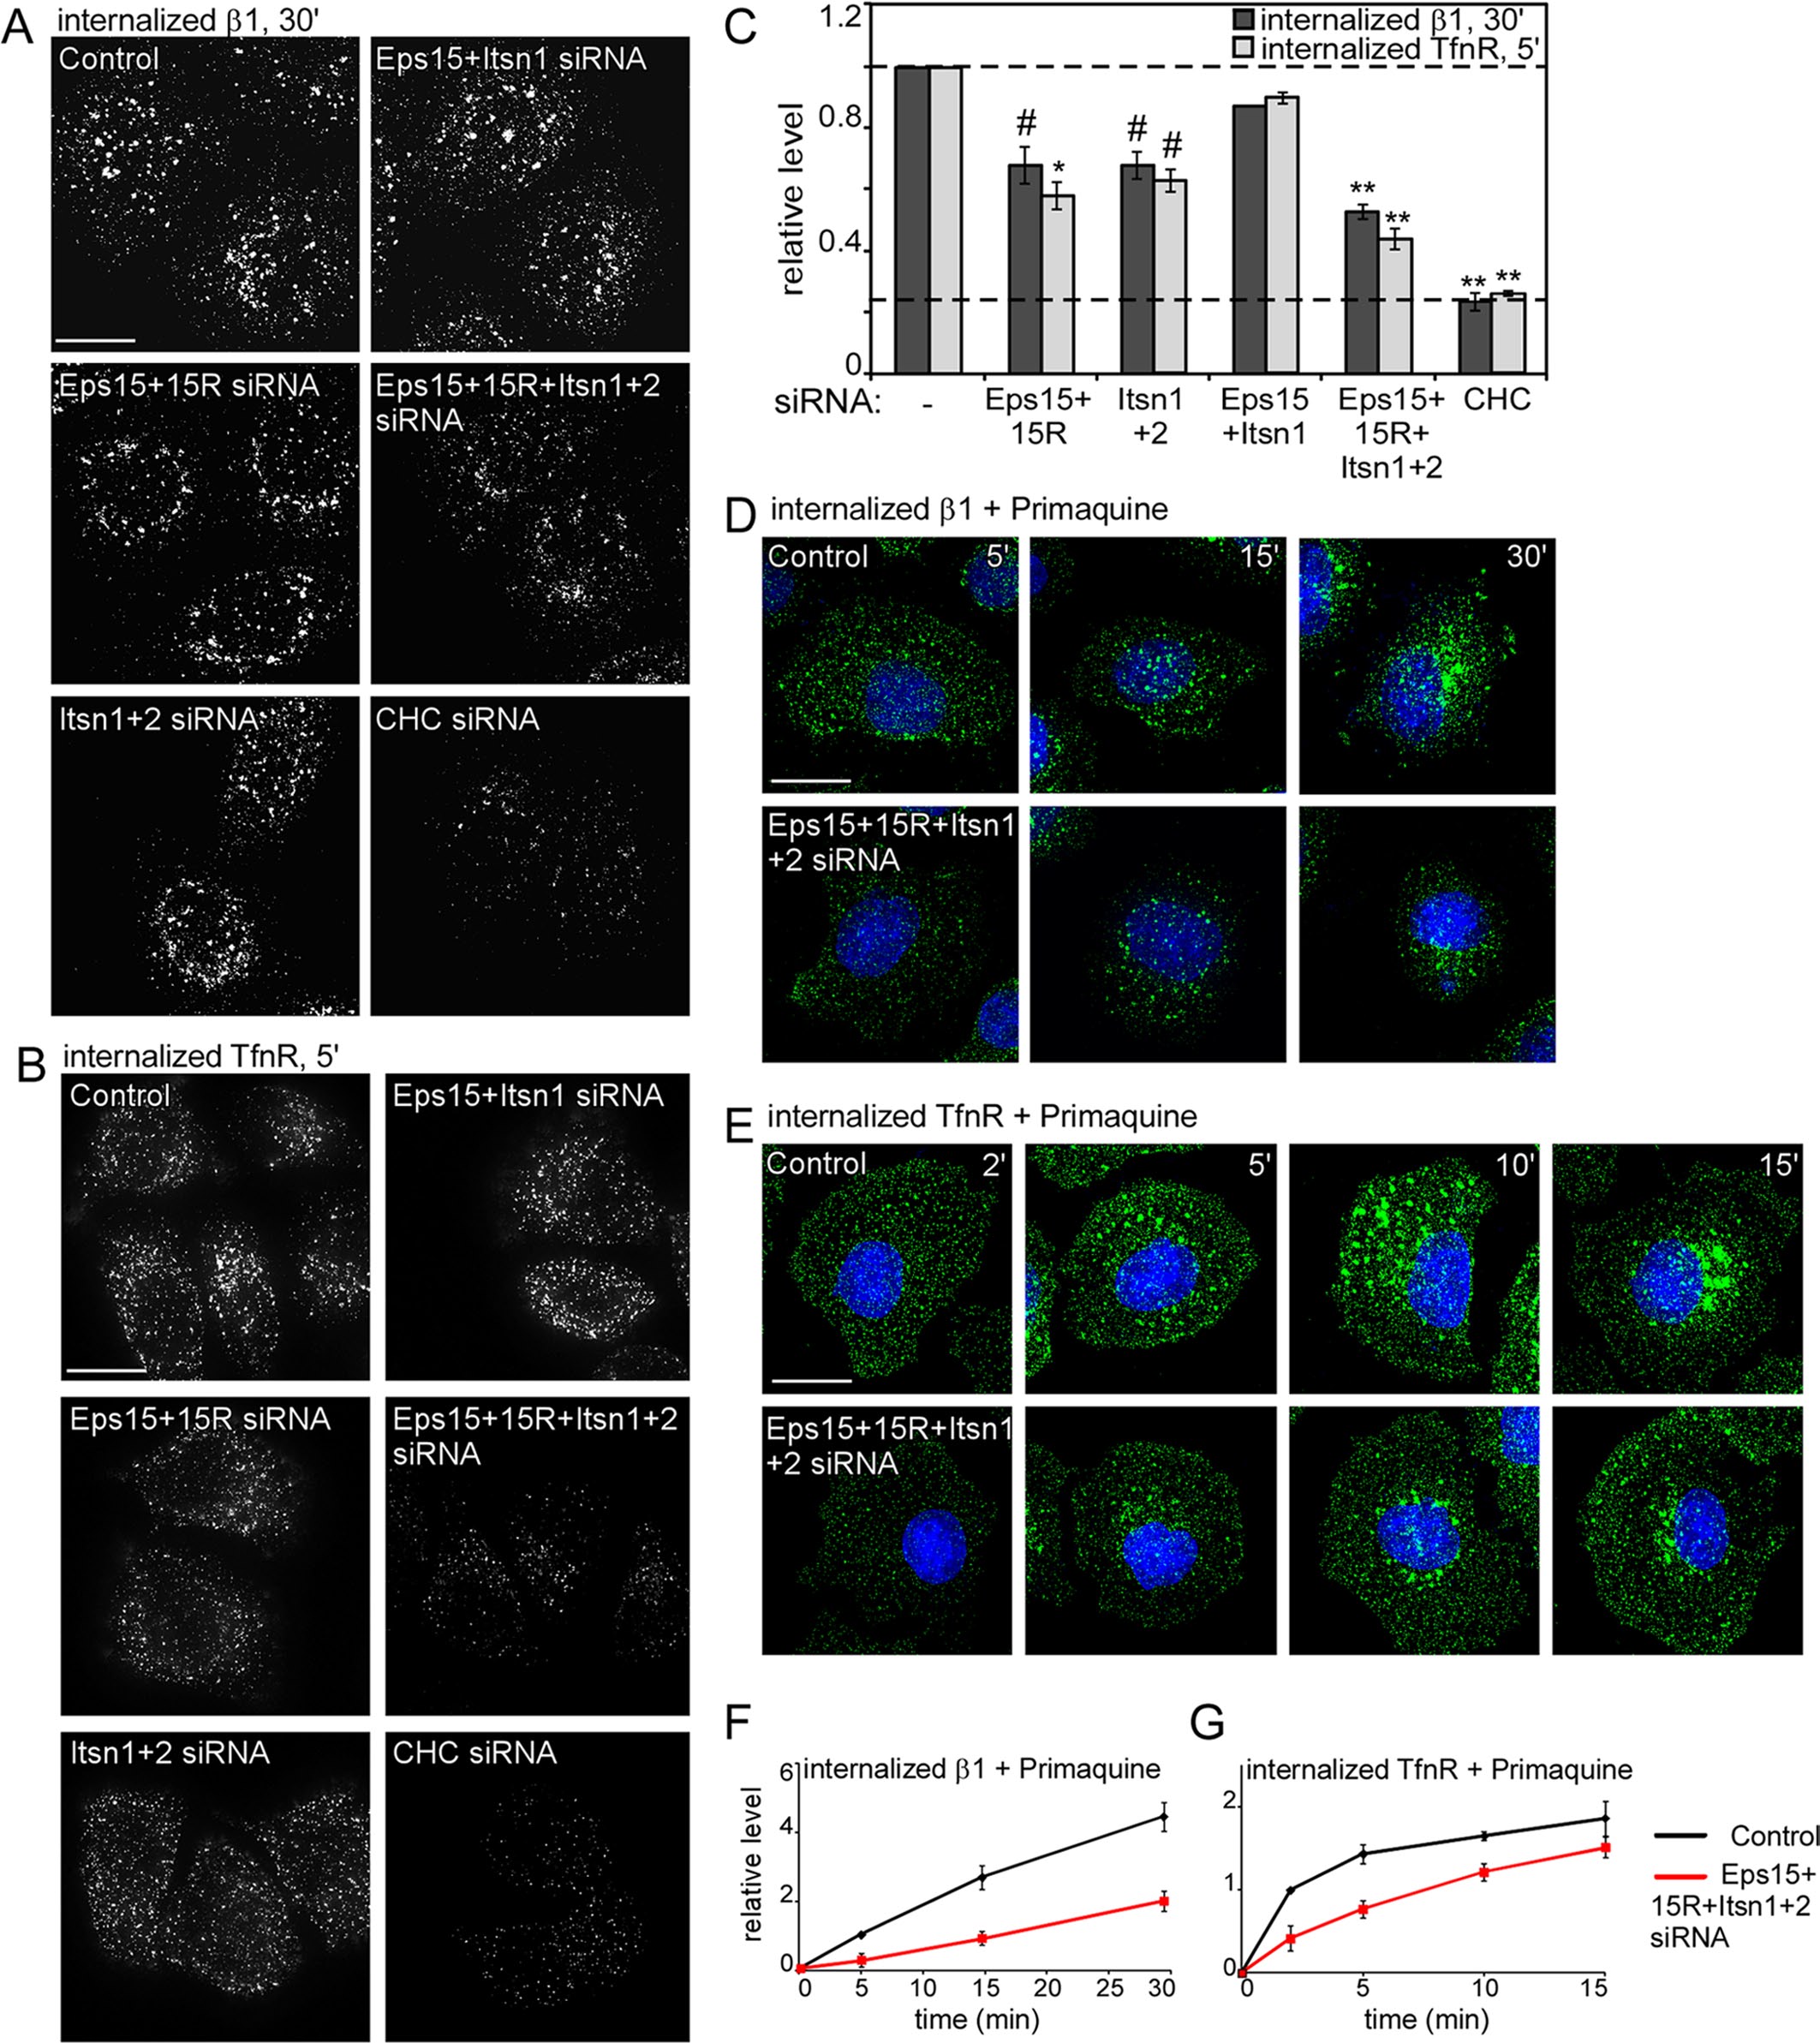 A
internalized β1, 30'
Control
Eps15+Itsn1 siRNA
Eps15+15R siRNA
Eps15+15R+Itsn1+2
siRNA
Itsn1+2 siRNA
CHC siRNA
B
internalized TfnR, 5'
Control
Eps15+Itsn1 siRNA
Eps15+15R siRNA
Eps15+15R+Itsn1+2
siRNA
Itsn1+2 siRNA
CHC siRNA
C
internalized β1, 30'
internalized TfnR, 5'
relative level
1.2
0.8
0.4
0
# * # # ** ** ** **
siRNA: - Eps15+ Itsn1 Eps15 Eps15+ CHC
15R +2 +Itsn1 15R+
Itsn1+2
D
internalized β1 + Primaquine
Control 5' 15' 30'
Eps15+15R+Itsn1
+2 siRNA
E
internalized TfnR + Primaquine
Control 2' 5' 10' 15'
Eps15+15R+Itsn1
+2 siRNA
F
internalized β1 + Primaquine
relative level
6
4
2
0
0 5 10 15 20 25 30
time (min)
G
internalized TfnR + Primaquine
2
1
0
0 5 10 15
time (min)
Control
Eps15+
15R+Itsn1+2
siRNA